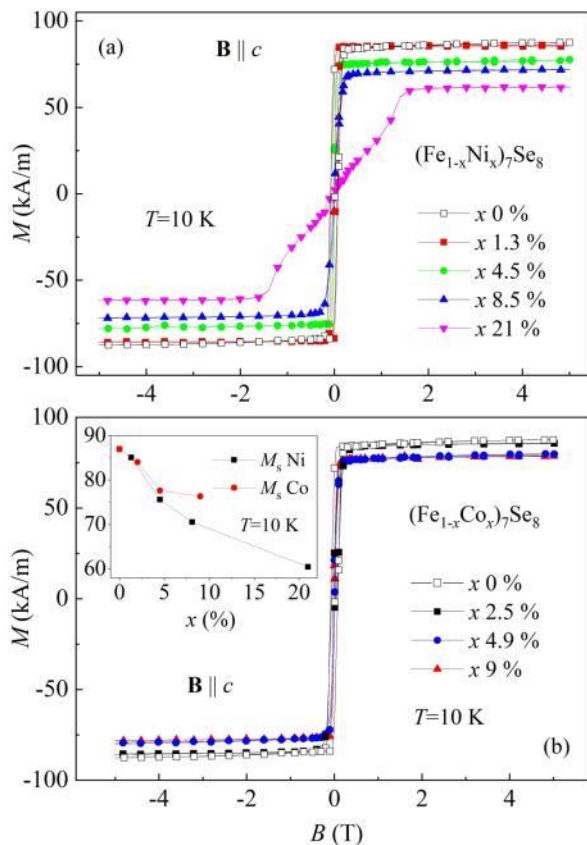 100
(a)
B || c
50
(Fe1-xNix)7Se8
M (kA/m)
0
T=10 K
x 0 %
x 1.3 %
x 4.5 %
-50
x 8.5 %
x 21 %
-100
-4 -2 0 2 4
100
90
Ms Ni
Ms Co
80
50
70
T=10 K
(Fe1-xCox)7Se8
60
0 5 10 15 20
x (%)
M (kA/m)
0
x 0 %
x 2.5 %
x 4.9 %
-50
B || c
x 9 %
T=10 K
(b)
-100
-4 -2 0 2 4
B (T)